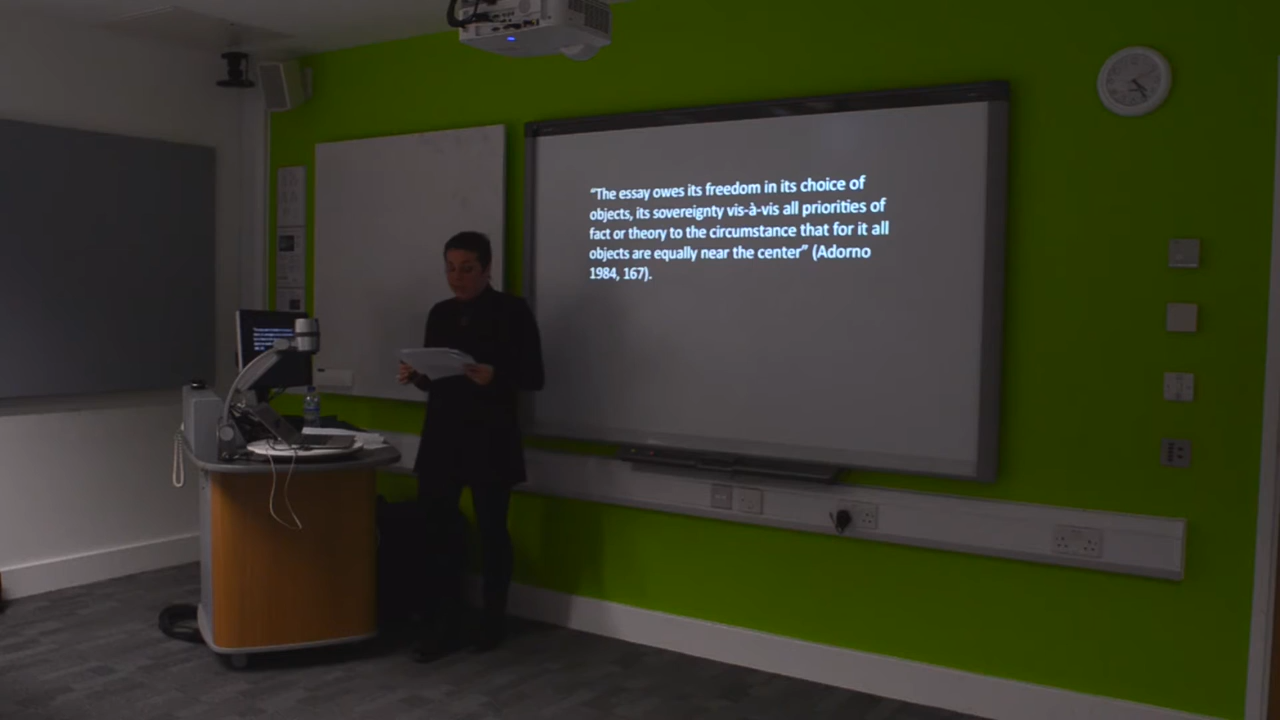 “The essay owes its freedom in its choice of
objects, its sovereignty vis-à-vis all priorities of
fact or theory to the circumstance that for it all
objects are equally near the center” (Adorno
1984, 167).